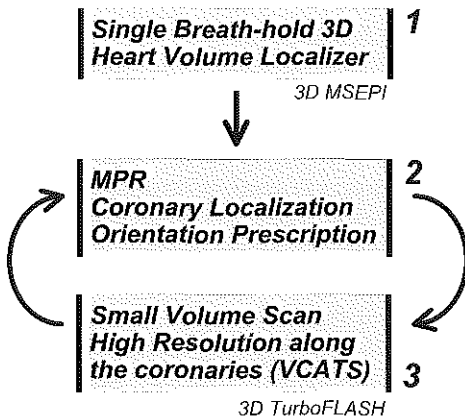 Single Breath-hold 3D
Heart Volume Localizer
1
3D MSEPI
MPR
Coronary Localization
Orientation Prescription
2
Small Volume Scan
High Resolution along
the coronaries (VCATS)
3
3D TurboFLASH